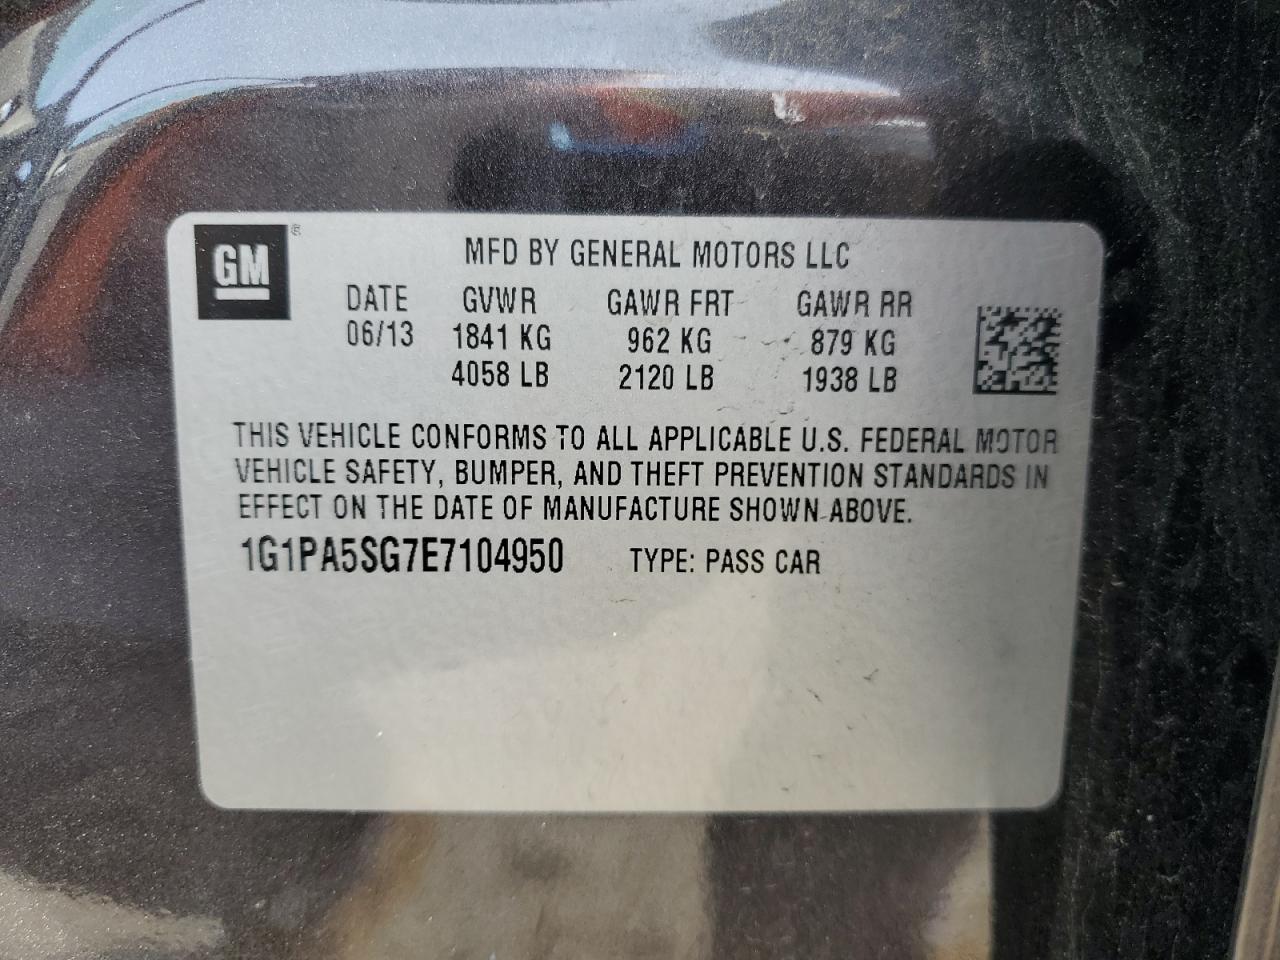 GM®
MFD BY GENERAL MOTORS LLC
DATE GVWR GAWR FRT GAWR RR
06/13 1841 KG 962 KG 879 KG
4058 LB 2120 LB 1938 LB
THIS VEHICLE CONFORMS TO ALL APPLICABLE U.S. FEDERAL MOTOR
VEHICLE SAFETY, BUMPER, AND THEFT PREVENTION STANDARDS IN
EFFECT ON THE DATE OF MANUFACTURE SHOWN ABOVE.
1G1PA5SG7E7104950 TYPE: PASS CAR